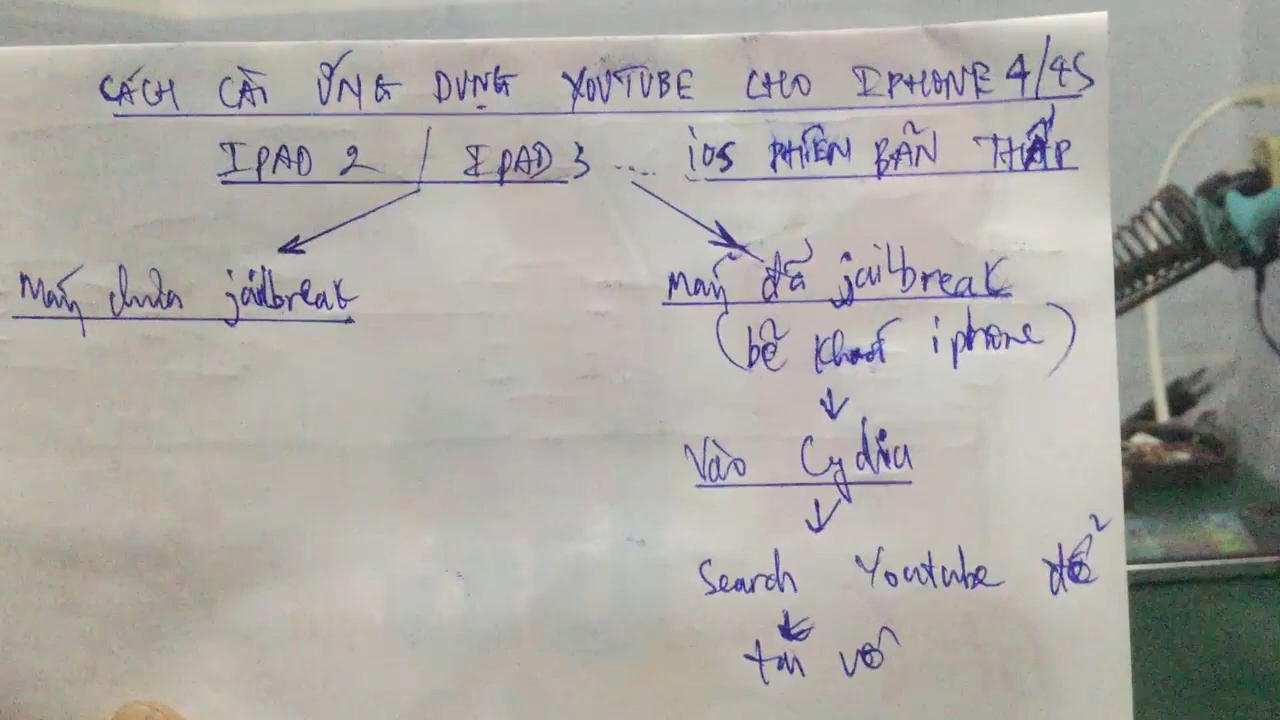 CÁCH CÀI ỨNG DỤNG YOUTUBE CHO IPHONE 4/4S
IPAD 2 / IPAD 3 ... iOS PHIÊN BẢN THẤP
Máy chưa jailbreak
Máy đã jailbreak
(bẻ khoá iphone)
Vào Cydia
Search Youtube để
tải về